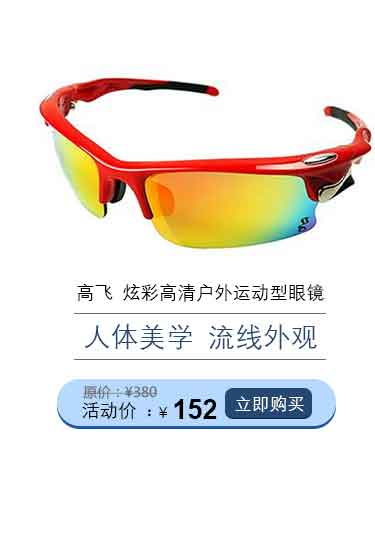 高飞 炫彩高清户外运动型眼镜
人体美学 流线外观
原价：¥380
活动价 ：¥ 152
立即购买